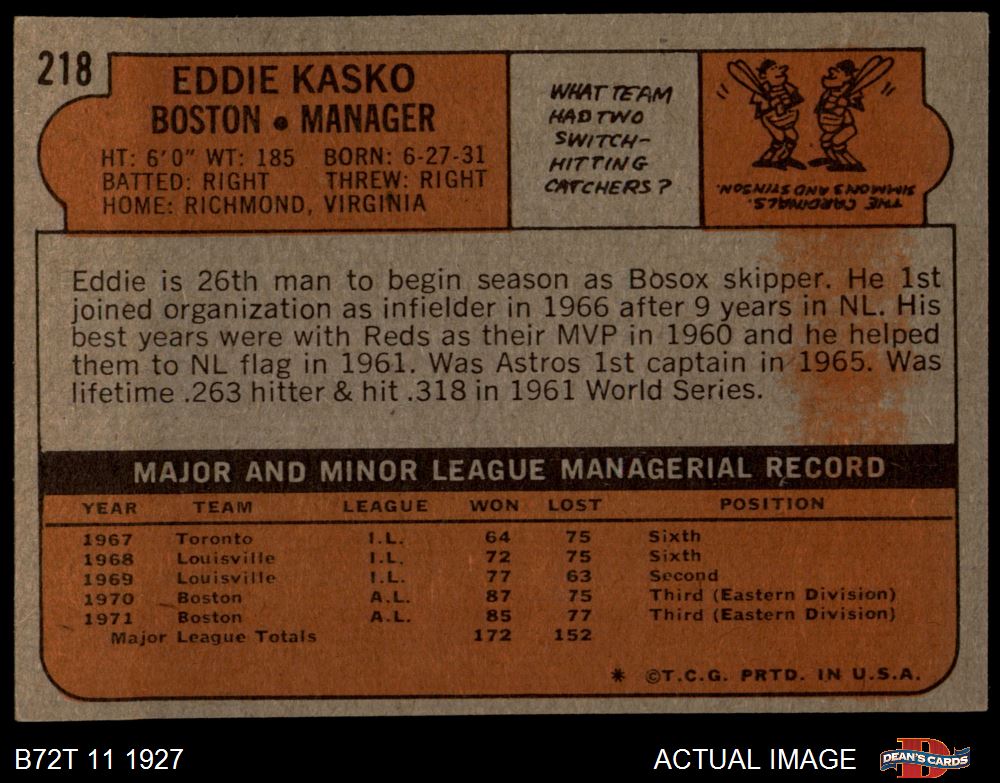 218
EDDIE KASKO
BOSTON • MANAGER
HT: 6'0" WT: 185 BORN: 6-27-31
BATTED: RIGHT THREW: RIGHT
HOME: RICHMOND, VIRGINIA
WHAT TEAM
HAD TWO
SWITCH-
HITTING
CATCHERS?
THE CARDINALS.
SIMMONS AND STINSON.
Eddie is 26th man to begin season as Bosox skipper. He 1st
joined organization as infielder in 1966 after 9 years in NL. His
best years were with Reds as their MVP in 1960 and he helped
them to NL flag in 1961. Was Astros 1st captain in 1965. Was
lifetime .263 hitter & hit .318 in 1961 World Series.
MAJOR AND MINOR LEAGUE MANAGERIAL RECORD
YEAR TEAM LEAGUE WON LOST POSITION
1967 Toronto I.L. 64 75 Sixth
1968 Louisville I.L. 72 75 Sixth
1969 Louisville I.L. 77 63 Second
1970 Boston A.L. 87 75 Third (Eastern Division)
1971 Boston A.L. 85 77 Third (Eastern Division)
Major League Totals 172 152
* ©T.C.G. PRTD. IN U.S.A.
B72T 11 1927
ACTUAL IMAGE
DEAN'S CARDS